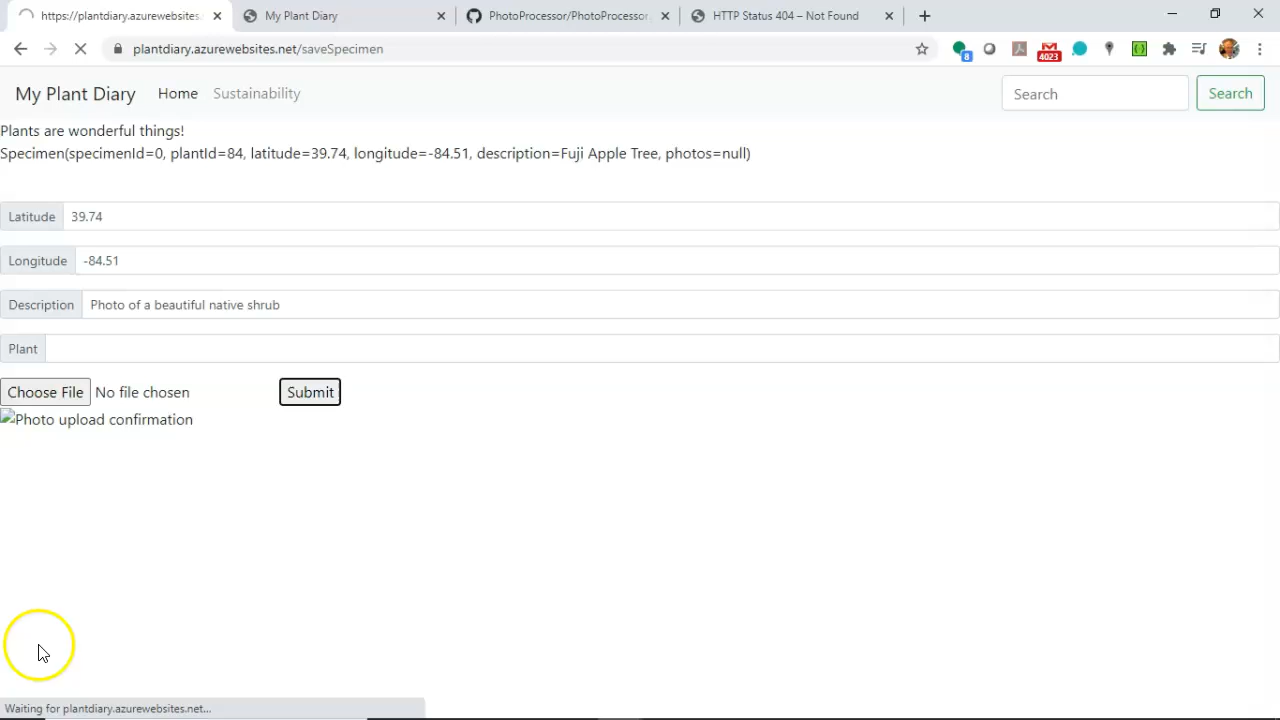 https://plantdiary.azurewebsites.
My Plant Diary
PhotoProcessor/PhotoProcessor
HTTP Status 404 – Not Found
plantdiary.azurewebsites.net/saveSpecimen
8
4023
My Plant Diary
Home
Sustainability
Search
Search
Plants are wonderful things!
Specimen(specimenId=0, plantId=84, latitude=39.74, longitude=-84.51, description=Fuji Apple Tree, photos=null)
Latitude 39.74
Longitude -84.51
Description Photo of a beautiful native shrub
Plant
Choose File No file chosen Submit
Photo upload confirmation
Waiting for plantdiary.azurewebsites.net...